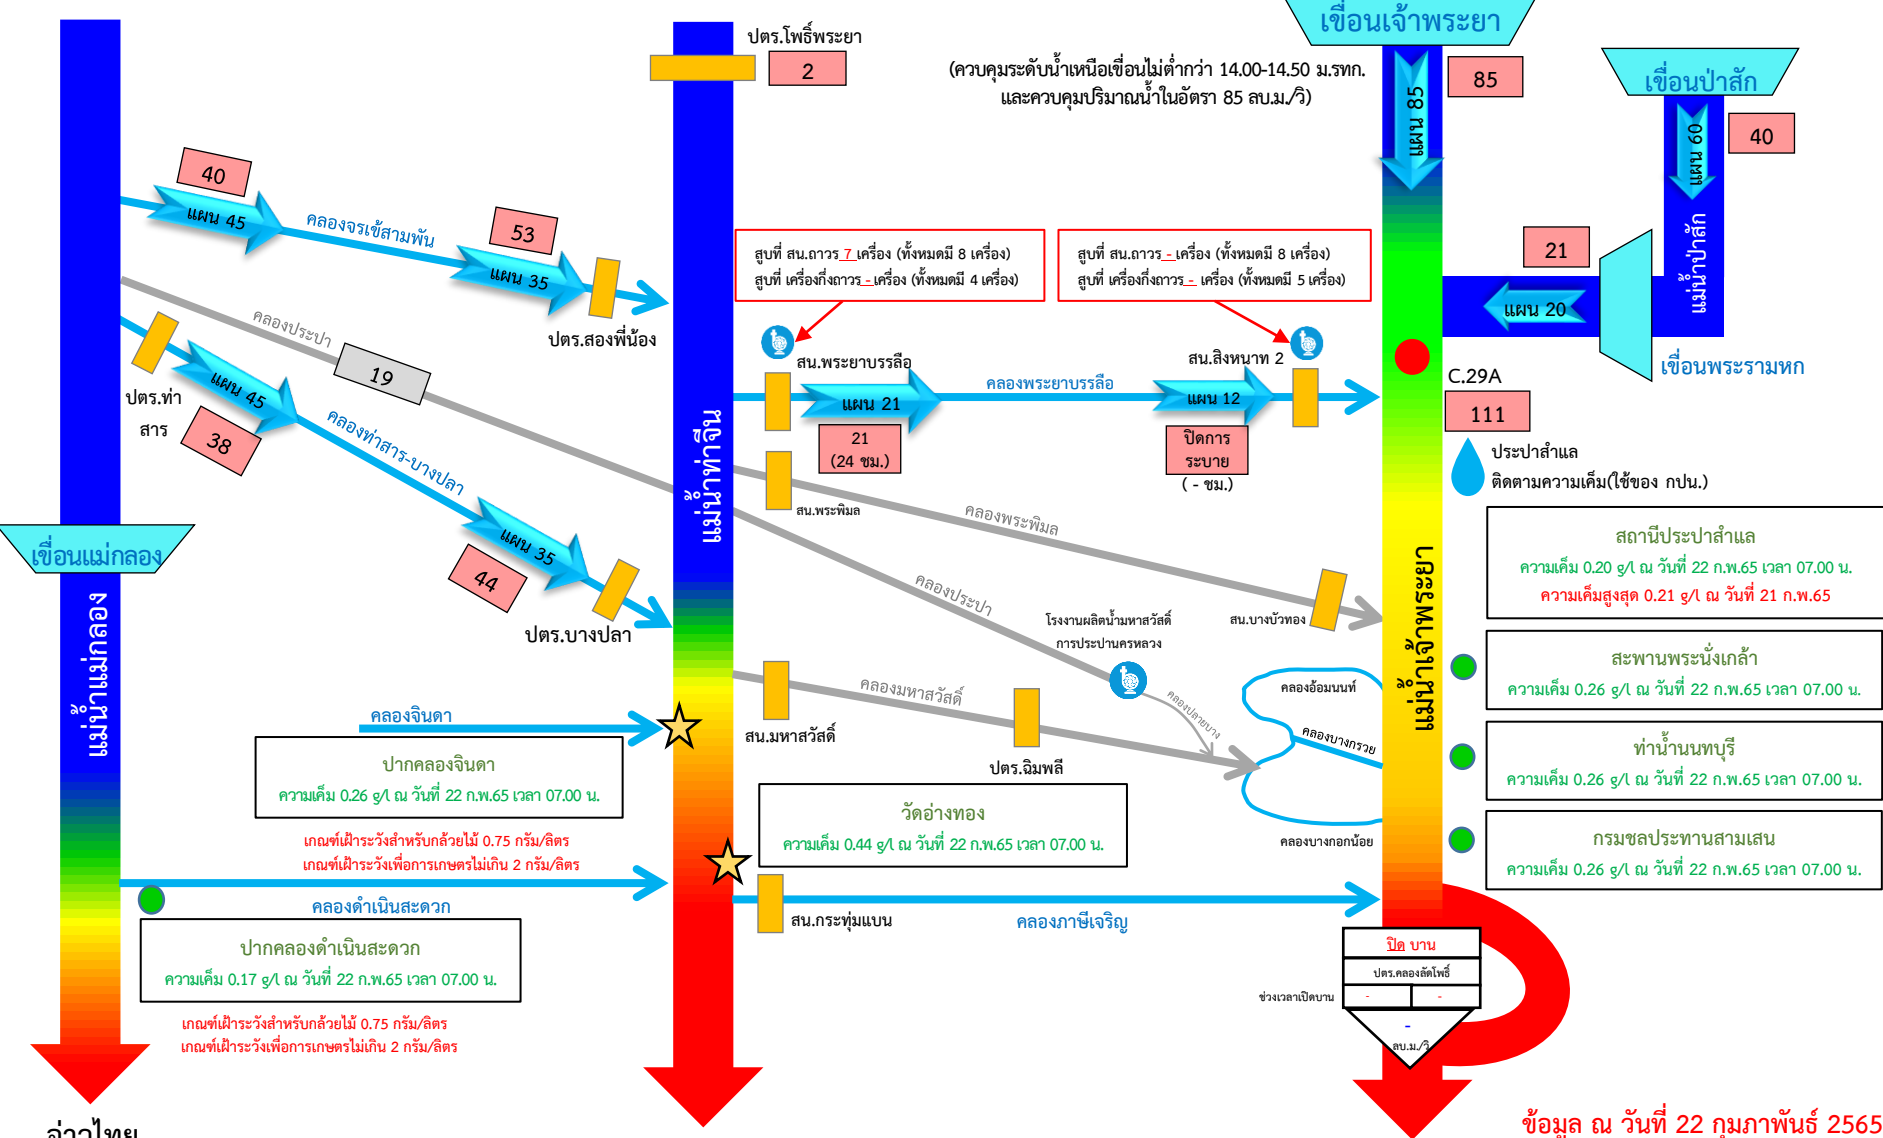 เขื่อนเจ้าพระยา
ปตร.โพธิ์พระยา
2
(ควบคุมระดับน้ำเหนือเขื่อนไม่ต่ำกว่า 14.00-14.50 ม.รทก.
และควบคุมปริมาณน้ำในอัตรา 85 ลบ.ม./วิ)
แผน 85
85
เขื่อนป่าสัก
แผน 60
40
แม่น้ำป่าสัก
40
แผน 45
คลองจรเข้สามพัน
53
แผน 35
ปตร.สองพี่น้อง
สูบที่ สน.ถาวร 7 เครื่อง (ทั้งหมดมี 8 เครื่อง)
สูบที่ เครื่องกึ่งถาวร - เครื่อง (ทั้งหมดมี 4 เครื่อง)
สูบที่ สน.ถาวร - เครื่อง (ทั้งหมดมี 8 เครื่อง)
สูบที่ เครื่องกึ่งถาวร - เครื่อง (ทั้งหมดมี 5 เครื่อง)
21
แผน 20
เขื่อนพระรามหก
คลองประปา
19
ปตร.ท่า
สาร
แผน 45
38
คลองท่าสาร-บางปลา
แผน 35
44
ปตร.บางปลา
สน.พระยาบรรลือ
แผน 21
21
(24 ชม.)
คลองพระยาบรรลือ
สน.สิงหนาท 2
แผน 12
ปิดการ
ระบาย
( - ชม.)
C.29A
111
ประปาสำแล
ติดตามความเค็ม(ใช้ของ กปน.)
แม่น้ำท่าจีน
สน.พระพิมล
คลองพระพิมล
สน.บางบัวทอง
คลองประปา
โรงงานผลิตน้ำมหาสวัสดิ์
การประปานครหลวง
เขื่อนแม่กลอง
แม่น้ำแม่กลอง
แม่น้ำเจ้าพระยา
สถานีประปาสำแล
ความเค็ม 0.20 g/l ณ วันที่ 22 ก.พ.65 เวลา 07.00 น.
ความเค็มสูงสุด 0.21 g/l ณ วันที่ 21 ก.พ.65
สะพานพระนั่งเกล้า
ความเค็ม 0.26 g/l ณ วันที่ 22 ก.พ.65 เวลา 07.00 น.
ท่าน้ำนนทบุรี
ความเค็ม 0.26 g/l ณ วันที่ 22 ก.พ.65 เวลา 07.00 น.
กรมชลประทานสามเสน
ความเค็ม 0.26 g/l ณ วันที่ 22 ก.พ.65 เวลา 07.00 น.
คลองมหาสวัสดิ์
สน.มหาสวัสดิ์
ปตร.ฉิมพลี
คลองปลายบาง
คลองอ้อมนนท์
คลองบางกรวย
คลองบางกอกน้อย
คลองจินดา
ปากคลองจินดา
ความเค็ม 0.26 g/l ณ วันที่ 22 ก.พ.65 เวลา 07.00 น.
เกณฑ์เฝ้าระวังสำหรับกล้วยไม้ 0.75 กรัม/ลิตร
เกณฑ์เฝ้าระวังเพื่อการเกษตรไม่เกิน 2 กรัม/ลิตร
วัดอ่างทอง
ความเค็ม 0.44 g/l ณ วันที่ 22 ก.พ.65 เวลา 07.00 น.
คลองดำเนินสะดวก
ปากคลองดำเนินสะดวก
ความเค็ม 0.17 g/l ณ วันที่ 22 ก.พ.65 เวลา 07.00 น.
เกณฑ์เฝ้าระวังสำหรับกล้วยไม้ 0.75 กรัม/ลิตร
เกณฑ์เฝ้าระวังเพื่อการเกษตรไม่เกิน 2 กรัม/ลิตร
สน.กระทุ่มแบน
คลองภาษีเจริญ
ปิด บาน
ปตร.คลองลัดโพธิ์
ช่วงเวลาเปิดบาน
- -
-
ลบ.ม./วิ
อ่าวไทย
ข้อมูล ณ วันที่ 22 กุมภาพันธ์ 2565